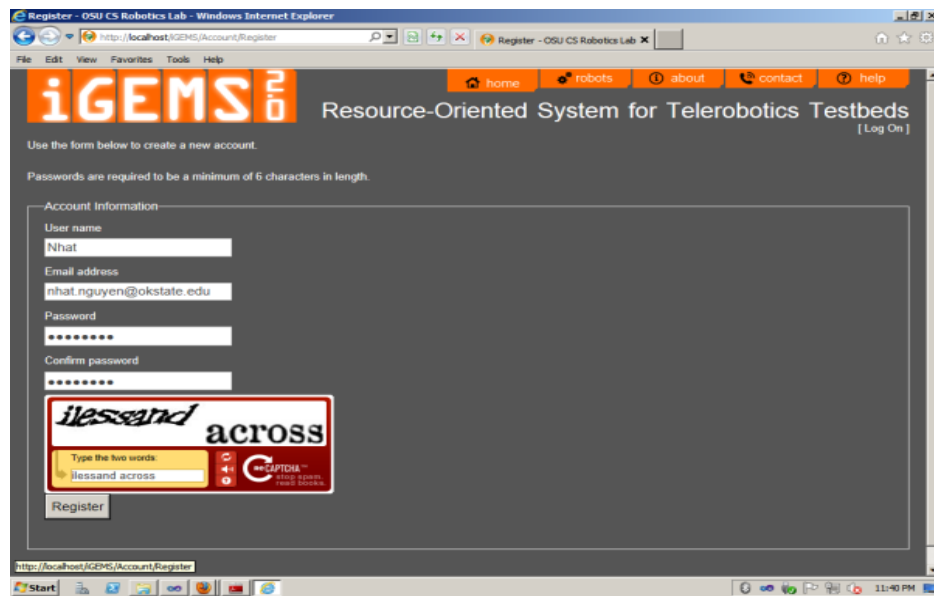 Register - OSU CS Robotics Lab - Windows Internet Explorer
http://localhost/iGEMS/Account/Register
Register - OSU CS Robotics Lab
File Edit View Favorites Tools Help
iGEMS 2.0
home robots about contact help
Resource-Oriented System for Telerobotics Testbeds
[ Log On ]
Use the form below to create a new account.
Passwords are required to be a minimum of 6 characters in length.
Account Information
User name
Nhat
Email address
nhat.nguyen@okstate.edu
Password
••••••••
Confirm password
••••••••
ilessand across
Type the two words:
ilessand across
reCAPTCHA™
stop spam.
read books.
Register
http://localhost/iGEMS/Account/Register
Start
11:40 PM